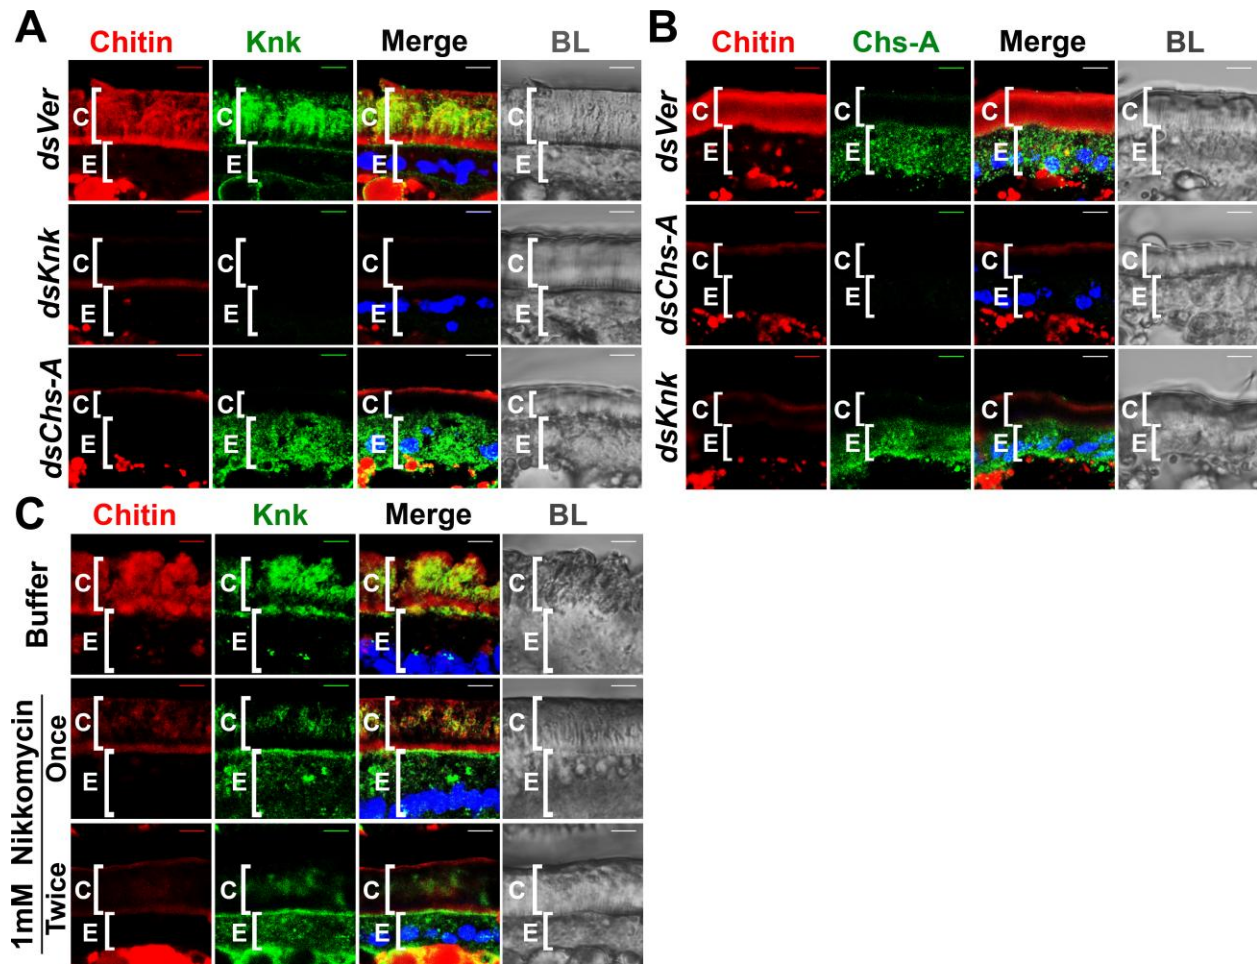 A
Chitin Knk Merge BL
dsVer
C C C C
E E E E
dsKnk
C C C C
E E E E
dsChs-A
C C C C
E E E E
B
Chitin Chs-A Merge BL
dsVer
C C C C
E E E E
dsChs-A
C C C C
E E E E
dsKnk
C C C C
E E E E
C
Chitin Knk Merge BL
Buffer
C C C C
E E E E
1mM Nikkomycin
Once
C C C C
E E E E
Twice
C C C C
E E E E